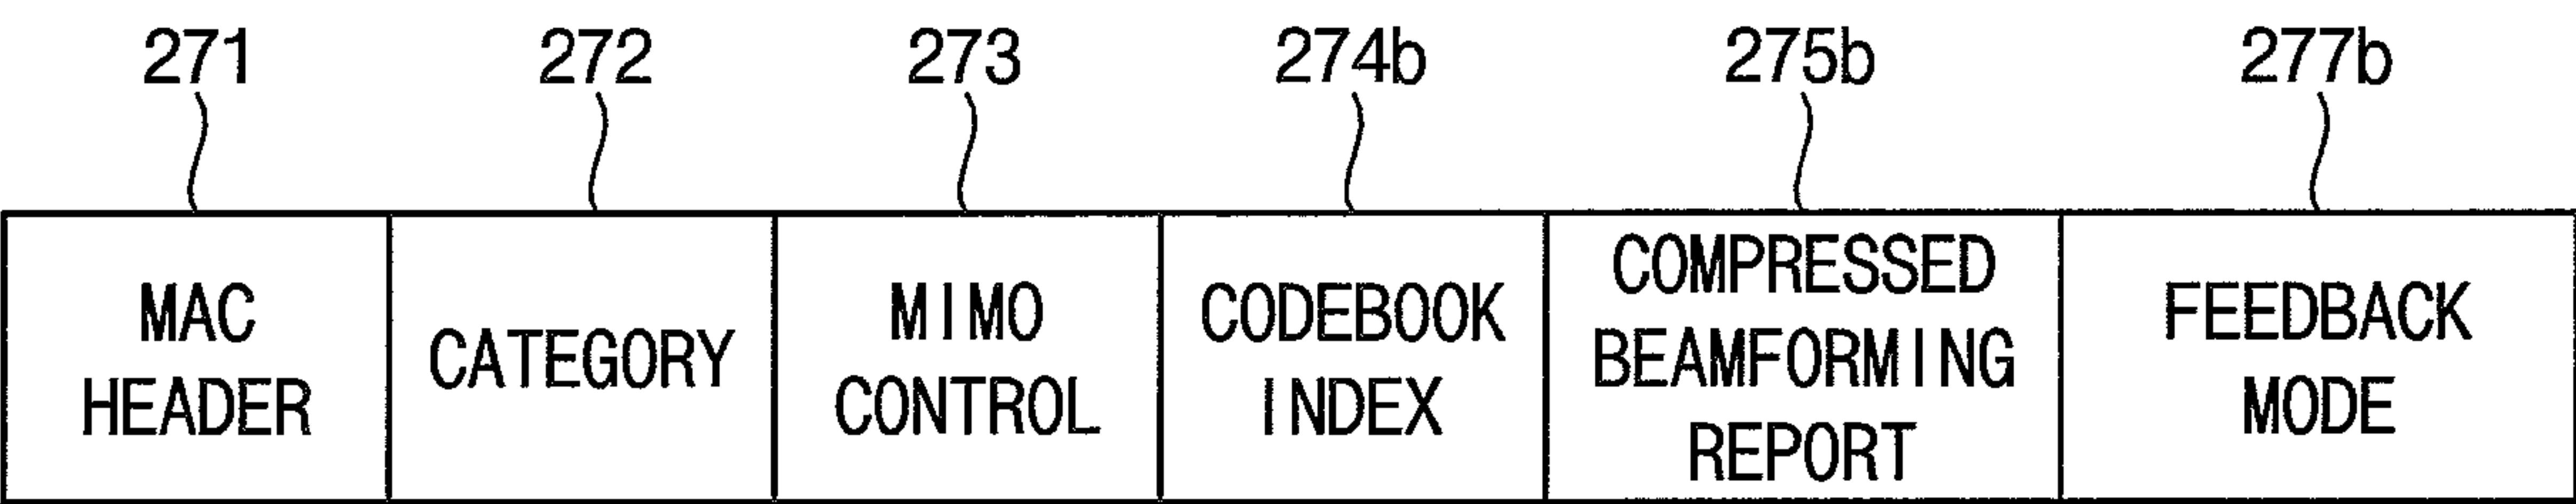 271 272 273 274b 275b 277b
MAC
HEADER
CATEGORY
MIMO
CONTROL
CODEBOOK
INDEX
COMPRESSED
BEAMFORMING
REPORT
FEEDBACK
MODE